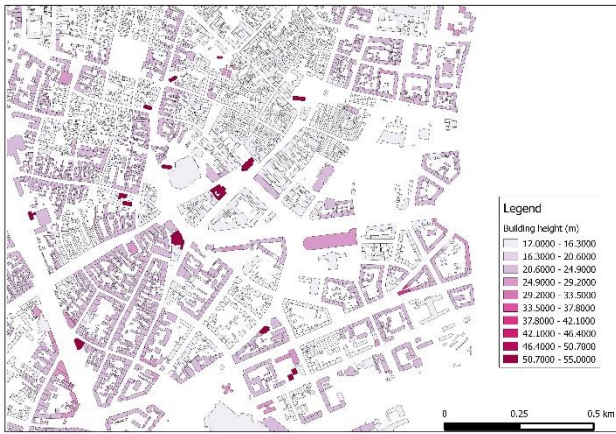 Legend
Building height (m)
12.0000 - 16.3000
16.3000 - 20.6000
20.6000 - 24.9000
24.9000 - 29.2000
29.2000 - 33.5000
33.5000 - 37.8000
37.8000 - 42.1000
42.1000 - 46.4000
46.4000 - 50.7000
50.7000 - 55.0000
0 0.25 0.5 km